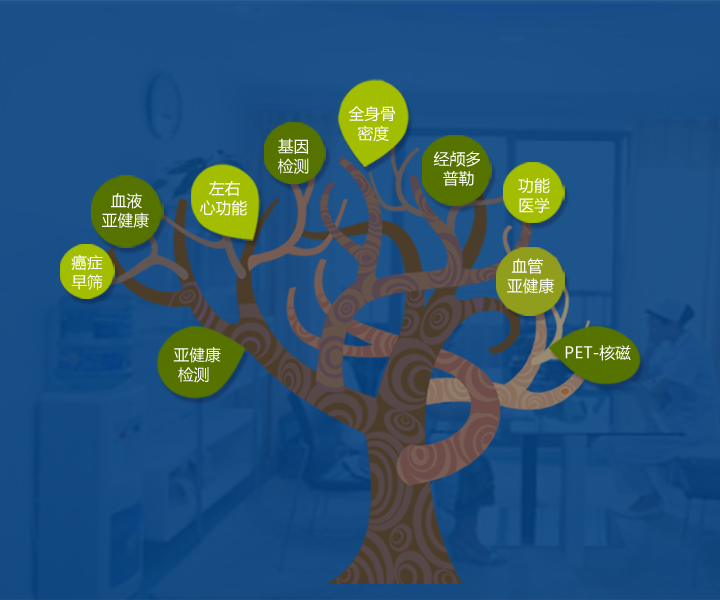 全身骨
密度
基因
检测
经颅多
普勒
左右
心功能
功能
医学
血液
亚健康
癌症
早筛
血管
亚健康
亚健康
检测
PET-核磁